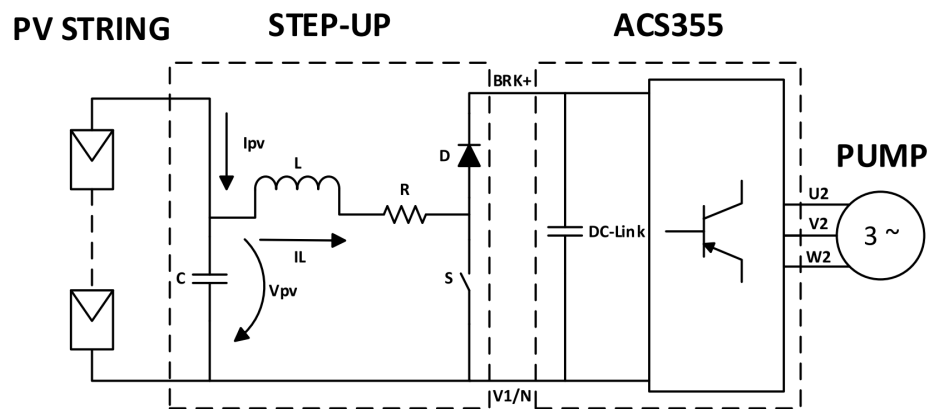 PV STRING
STEP-UP
ACS355
BRK+
Ipv
L
D
R
PUMP
U2
V2
W2
3 ~
DC-Link
IL
C
Vpv
S
V1/N